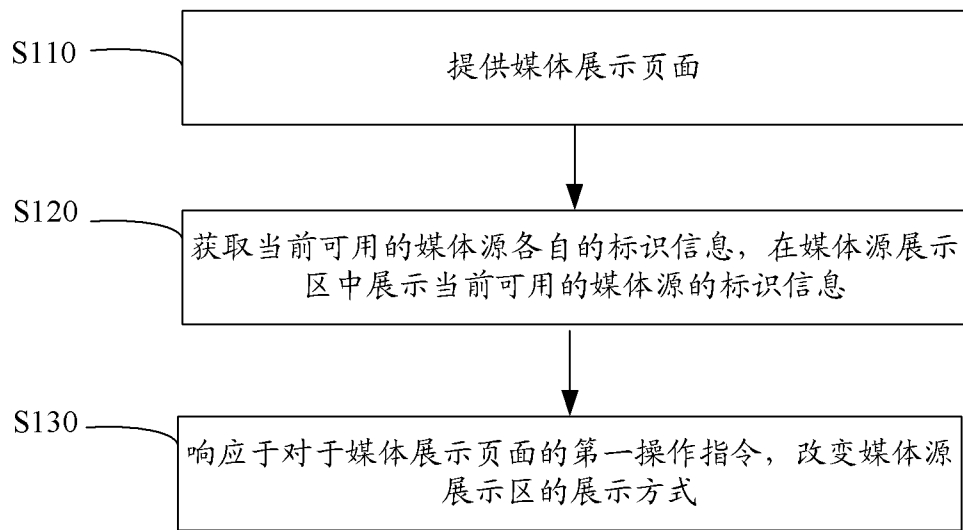 S110
提供媒体展示页面
S120
获取当前可用的媒体源各自的标识信息，在媒体源展示
区中展示当前可用的媒体源的标识信息
S130
响应于对于媒体展示页面的第一操作指令，改变媒体源
展示区的展示方式